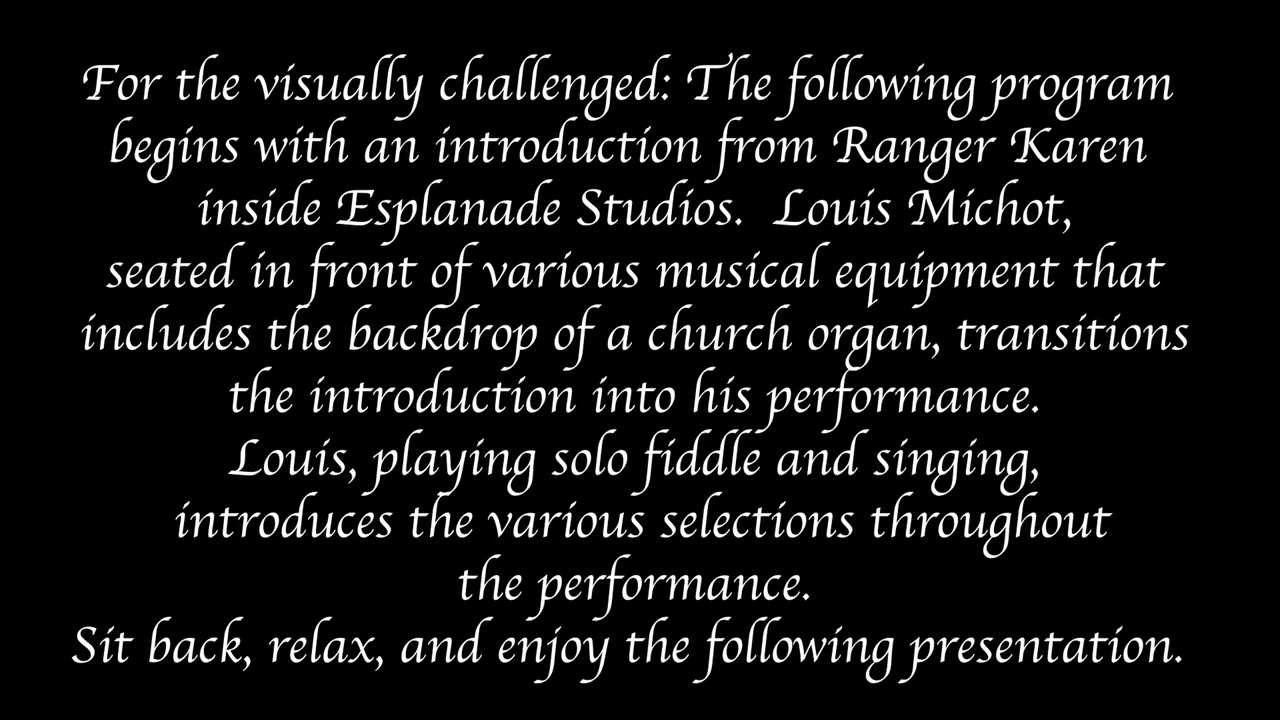 For the visually challenged: The following program
begins with an introduction from Ranger Karen
inside Esplanade Studios.  Louis Michot,
seated in front of various musical equipment that
includes the backdrop of a church organ, transitions
the introduction into his performance.
Louis, playing solo fiddle and singing,
introduces the various selections throughout
the performance.
Sit back, relax, and enjoy the following presentation.